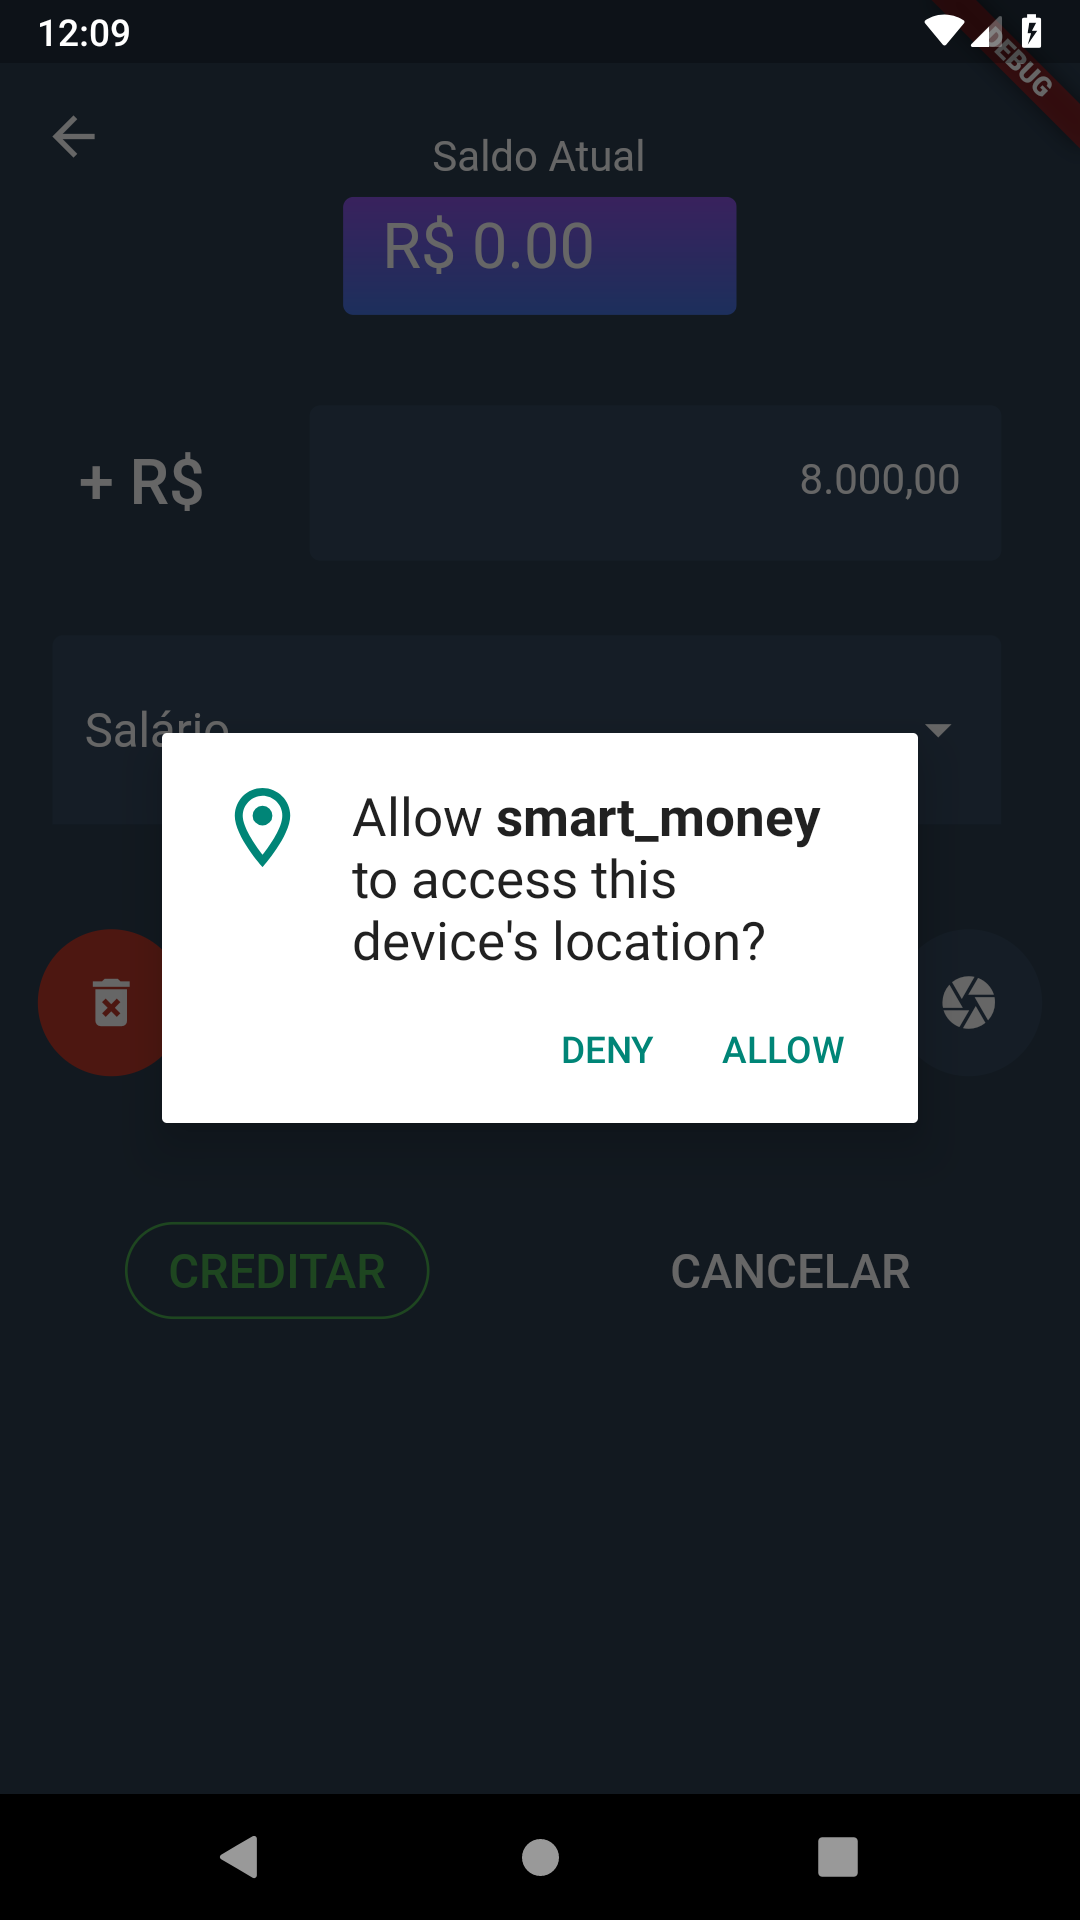 12:09
DEBUG
Saldo Atual
R$ 0.00
+ R$
8.000,00
Salário
Allow smart_money
to access this
device's location?
DENY
ALLOW
CREDITAR
CANCELAR